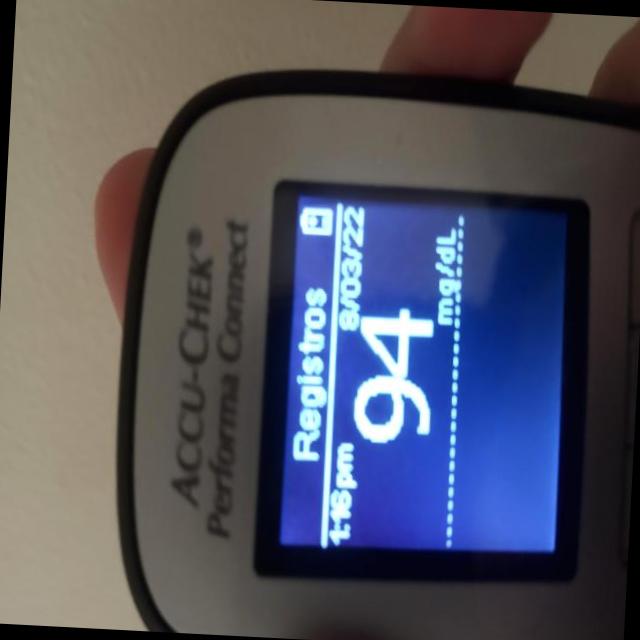 ACCU-CHEK®
Performa Connect
Registros
1:16pm 8/03/22
94
mg/dL